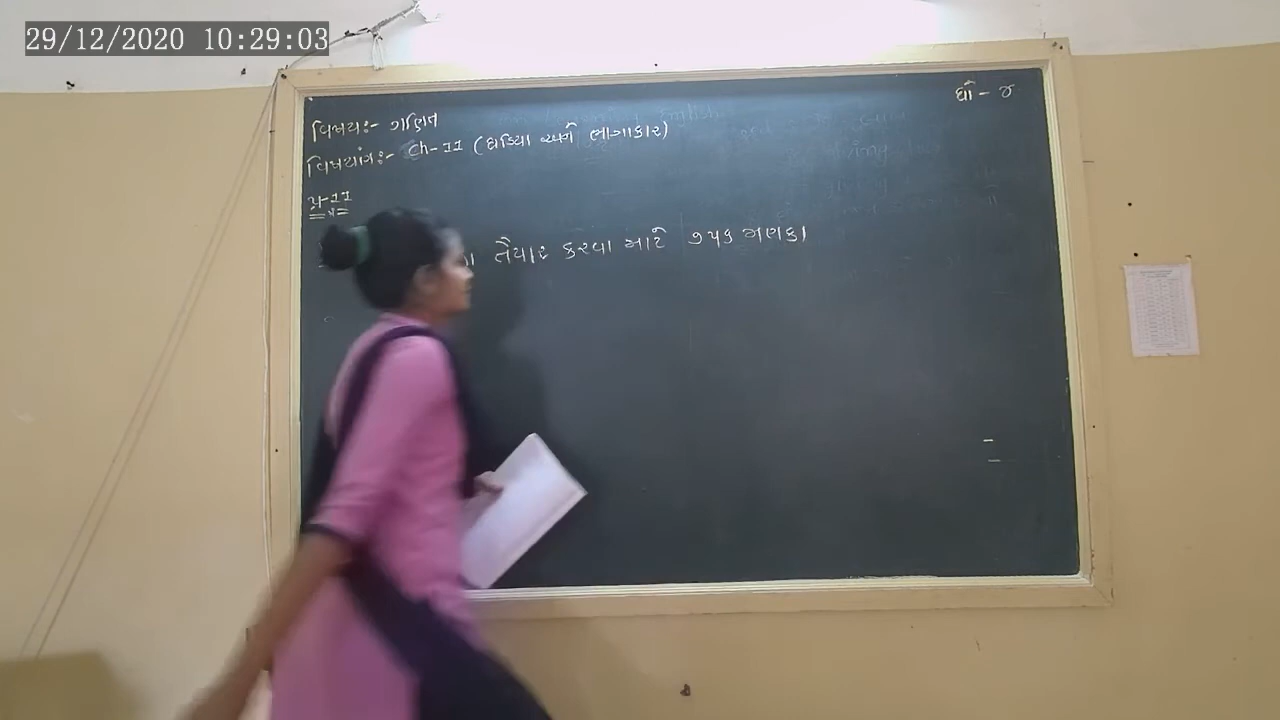 29/12/2020 10:29:03
ધો - ૪
વિષય:- ગણિત
વિષયાંગ:- Ch-11 (ઘડિયા અને ભાગાકાર)
પ્ર-11
તૈયાર કરવા માટે ૭૫૬ મણકા